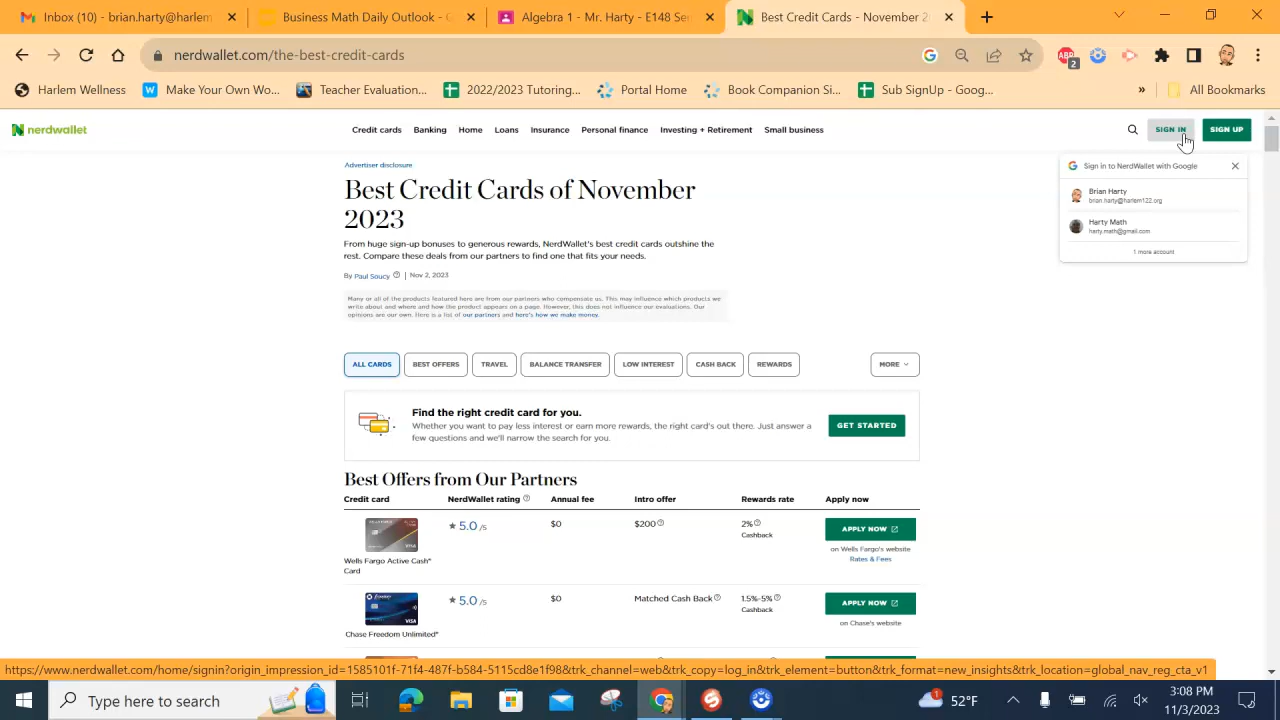 Inbox (10) - brian.harty@harlem
Mr. Harty - E148 Se
NerdWallet - November 2
nerdwallet.com/the-best-credit-cards
ABP
2
Harlem Wellness
W
Make Your Own Wo...
Teacher Evaluation...
2022/2023 Tutoring...
Portal Home
Book Companion Si...
Sub SignUp - Goog...
»
All Bookmarks
nerdwallet
Credit cards
Banking
Home
Loans
Insurance
Personal finance
Investing + Retirement
Small business
SIGN IN
SIGN UP
Sign in to NerdWallet with Google
Brian Harty
brian.harty@harlem122.org
Harty Math
harty.math@gmail.com
1 more account
Advertiser disclosure
Best Credit Cards of November
2023
From huge sign-up bonuses to generous rewards, NerdWallet's best credit cards outshine the
rest. Compare these deals from our partners to find one that fits your needs.
By Paul Soucy | Nov 2, 2023
Many or all of the products featured here are from our partners who compensate us. This may influence which products we
write about and where and how the product appears on a page. However, this does not influence our evaluations. Our
opinions are our own. Here is a list of our partners and here's how we make money.
ALL CARDS
BEST OFFERS
TRAVEL
BALANCE TRANSFER
LOW INTEREST
CASH BACK
REWARDS
MORE
Find the right credit card for you.
Whether you want to pay less interest or earn more rewards, the right card's out there. Just answer a
few questions and we'll narrow the search for you.
GET STARTED
Best Offers from Our Partners
Credit card
NerdWallet rating
Annual fee
Intro offer
Rewards rate
Apply now
WELLS FARGO
VISA
Wells Fargo Active Cash®
Card
5.0 /5
$0
$200
2%
Cashback
APPLY NOW
on Wells Fargo's website
Rates & Fees
VISA
Chase Freedom Unlimited®
5.0 /5
$0
Matched Cash Back
1.5%-5%
Cashback
APPLY NOW
on Chase's website
https://www.nerdwallet.com/home/login?origin_impression_id=1585101f-71f4-487f-b584-5115cd8e1f98&trk_channel=web&trk_copy=log_in&trk_element=button&trk_format=new_insights&trk_location=global_nav_reg_cta_v1
Type here to search
1
52°F
3:08 PM
11/3/2023